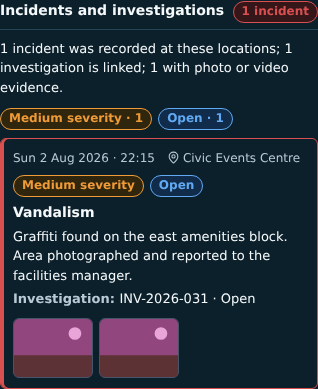 Incidents and investigations 1 incident
1 incident was recorded at these locations; 1
investigation is linked; 1 with photo or video
evidence.
Medium severity · 1 Open · 1
Sun 2 Aug 2026 · 22:15 Civic Events Centre
Medium severity Open
Vandalism
Graffiti found on the east amenities block.
Area photographed and reported to the
facilities manager.
Investigation: INV-2026-031 · Open